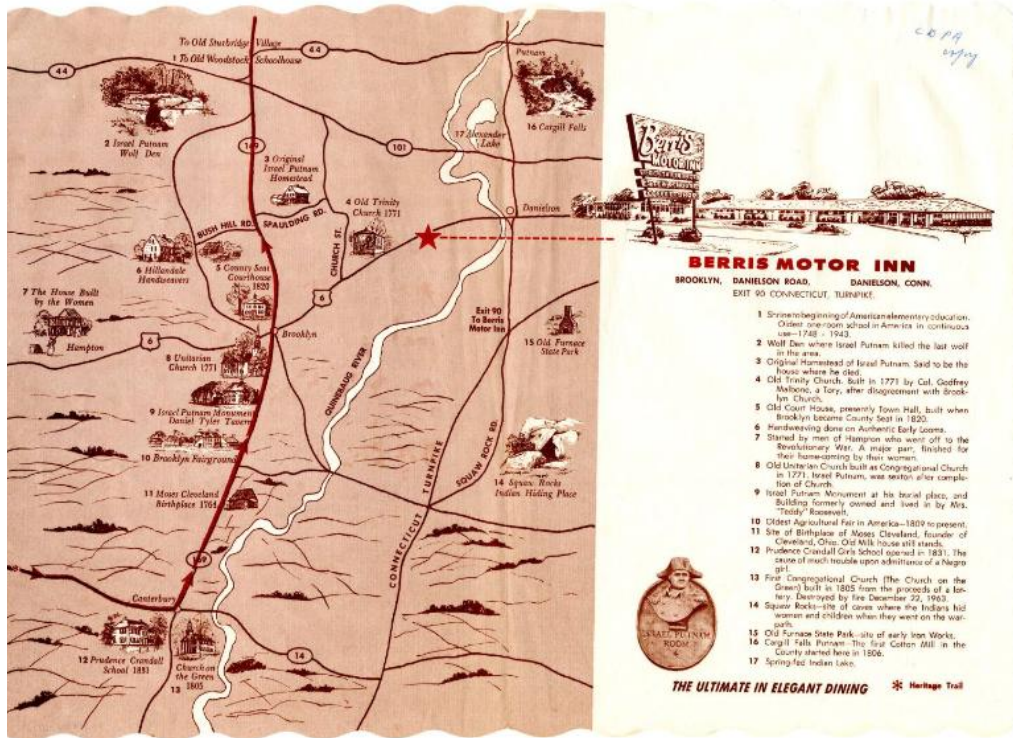 To Old Sturbridge Village
1 To Old Woodstock Schoolhouse
44
44
Putnam
16 Cargill Falls
2 Israel Putnam
Wolf Den
17 Alexander
Lake
169
101
3 Original
Israel Putnam
Homestead
4 Old Trinity
Church 1771
Danielson
BUSH HILL RD.
SPAULDING RD.
CHURCH ST.
6 Hillandale
Handweavers
5 County Seat
Courthouse
1820
6
7 The House Built
by the Women
Hampton
6
Brooklyn
Exit 90
To Berris
Motor Inn
15 Old Furnace
State Park
8 Unitarian
Church 1771
QUINEBAUG RIVER
9 Israel Putnam Monument
Daniel Tyler Tavern
10 Brooklyn Fairground
SQUAW ROCK RD.
CONNECTICUT TURNPIKE
14 Squaw Rocks
Indian Hiding Place
11 Moses Cleveland
Birthplace 1764
169
Canterbury
14
12 Prudence Crandall
School 1831
Church on
the Green
1805
13
copy
Berris
MOTOR INN
BERRIS MOTOR INN
BROOKLYN, DANIELSON ROAD, DANIELSON, CONN.
EXIT 90 CONNECTICUT, TURNPIKE.
1 Shrine to beginning of American elementary education.
Oldest one-room school in America in continuous
use—1748 - 1943.
2 Wolf Den where Israel Putnam killed the last wolf
in the area.
3 Original Homestead of Israel Putnam. Said to be the
house where he died.
4 Old Trinity Church. Built in 1771 by Col. Godfrey
Malbone, a Tory, after disagreement with Brook-
lyn Church.
5 Old Court House, presently Town Hall, built when
Brooklyn became County Seat in 1820.
6 Handweaving done on Authentic Early Looms.
7 Started by men of Hampton who went off to the
Revolutionary War. A major part, finished for
their home-coming by their women.
8 Old Unitarian Church built as Congregational Church
in 1771. Israel Putnam, was sexton after comple-
tion of Church.
9 Israel Putnam Monument at his burial place, and
Building formerly owned and lived in by Mrs.
"Teddy" Roosevelt.
10 Oldest Agricultural Fair in America—1809 to present.
11 Site of Birthplace of Moses Cleveland, founder of
Cleveland, Ohio. Old Milk house still stands.
12 Prudence Crandall Girls School opened in 1831. The
cause of much trouble upon admittance of a Negro
girl.
13 First Congregational Church (The Church on the
Green) built in 1805 from the proceeds of a lot-
tery. Destroyed by fire December 22, 1963.
14 Squaw Rocks—site of caves where the Indians hid
women and children when they went on the war-
path.
15 Old Furnace State Park—site of early Iron Works.
16 Cargill Falls Putnam—The first Cotton Mill in the
County started here in 1806.
17 Spring-fed Indian Lake.
ISRAEL PUTNAM
ROOM
THE ULTIMATE IN ELEGANT DINING
* Heritage Trail